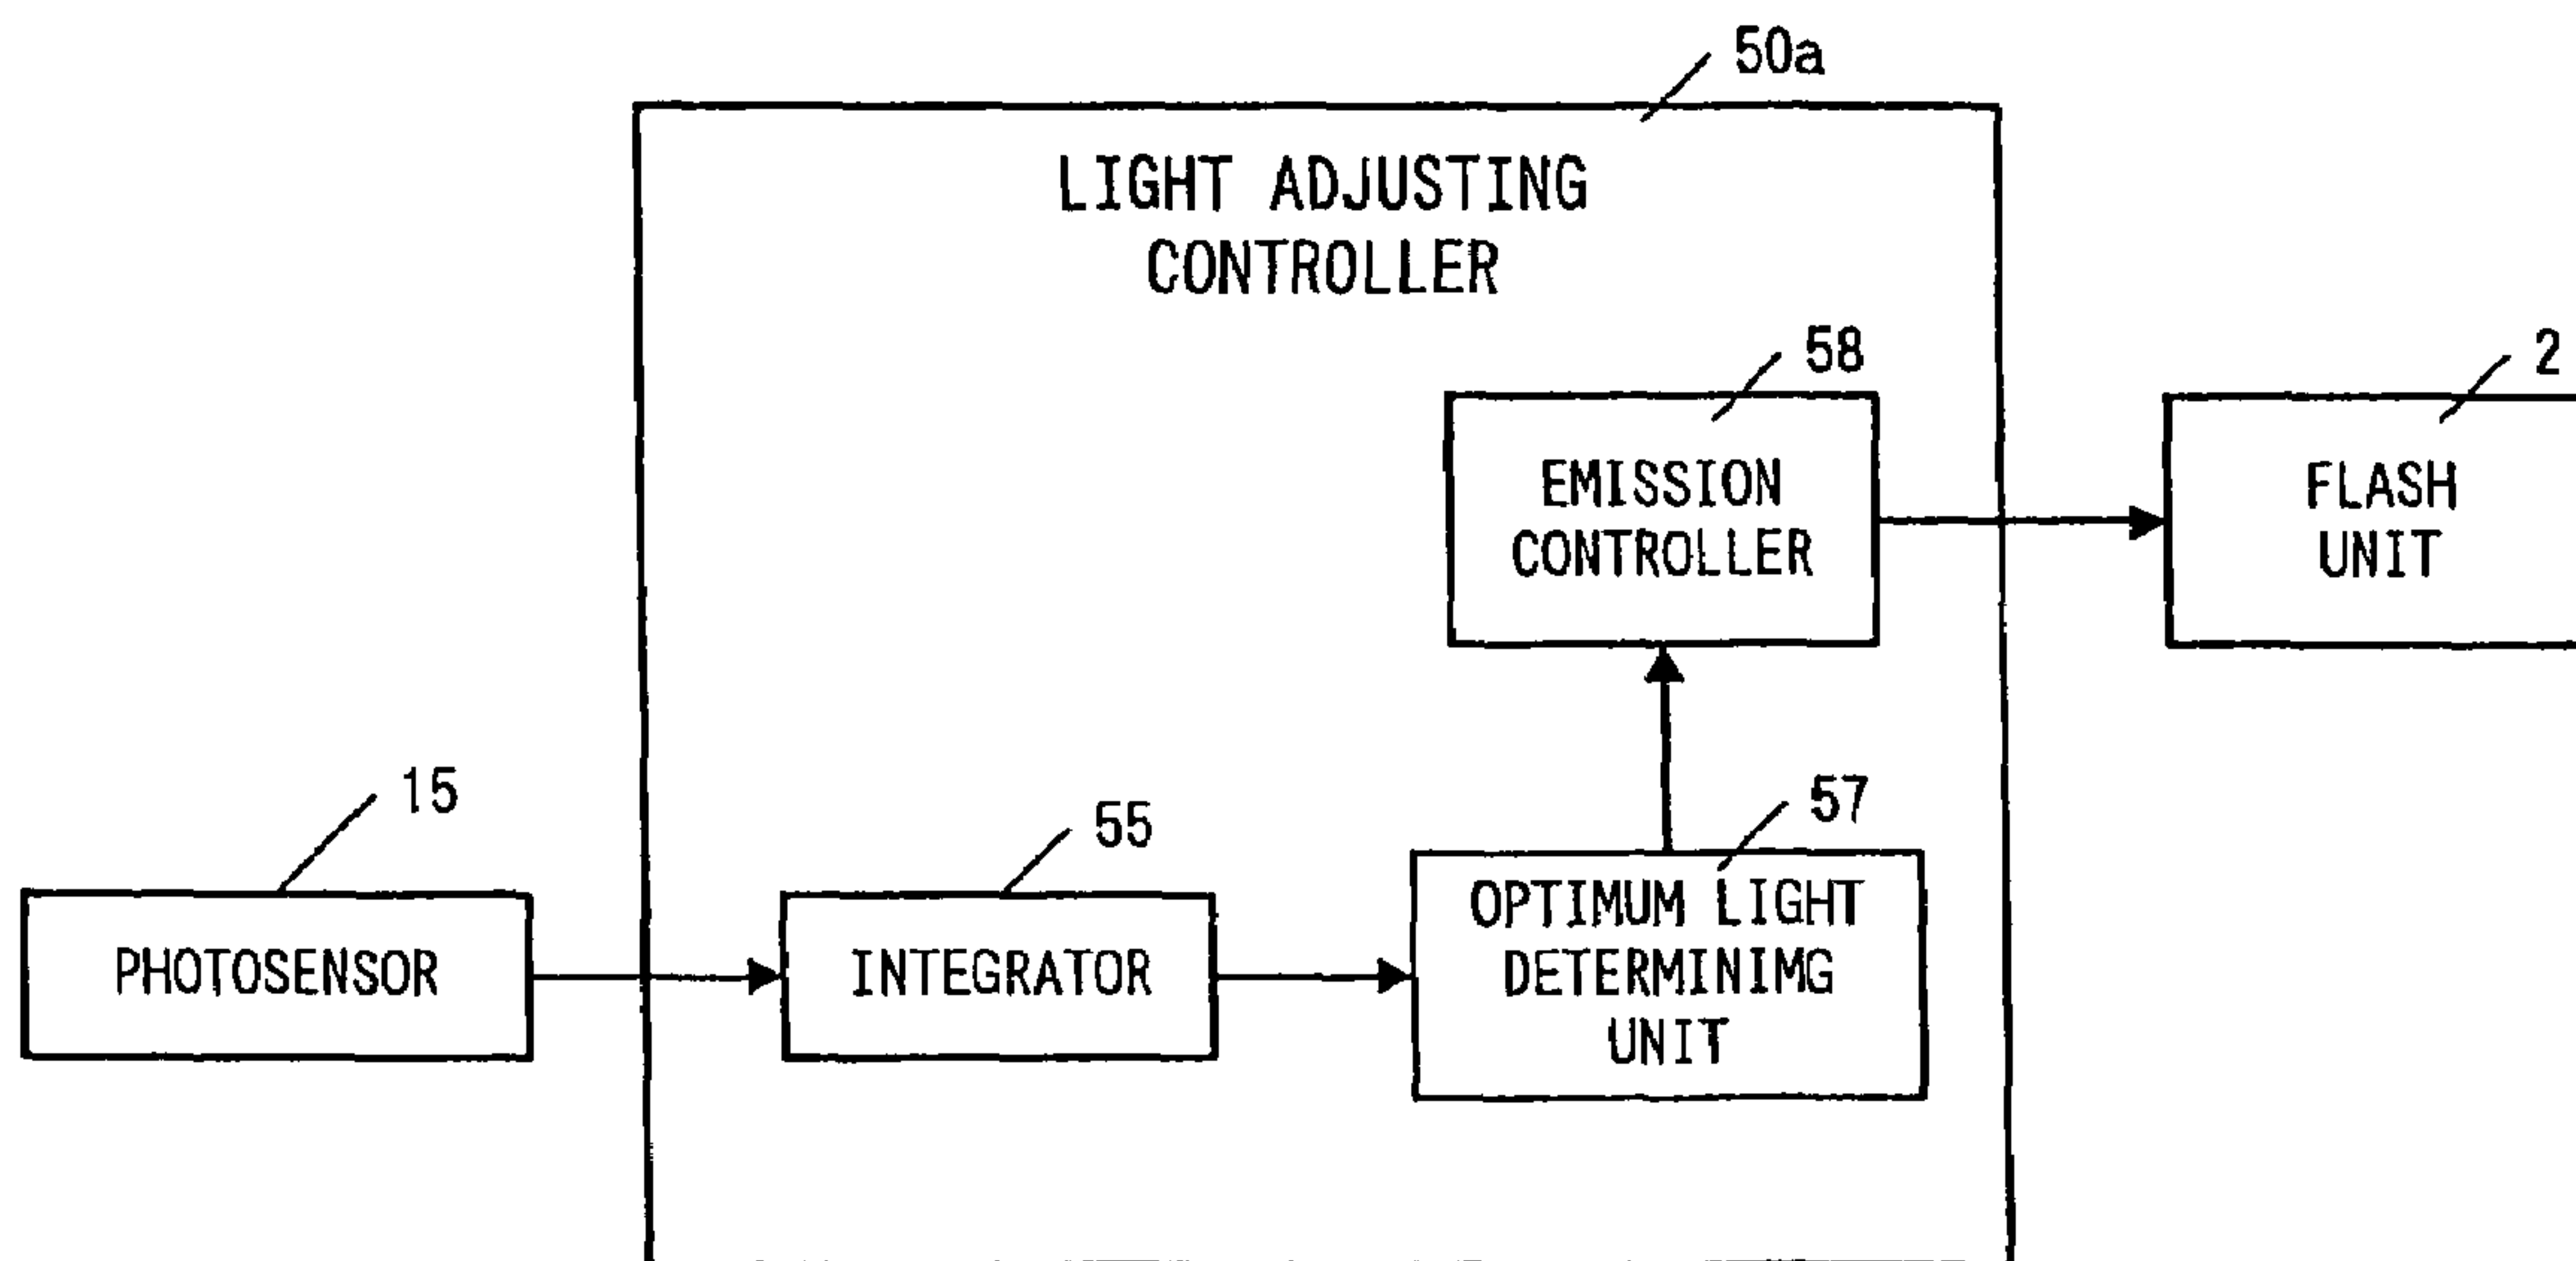 50a
LIGHT ADJUSTING
CONTROLLER
58
EMISSION
CONTROLLER
2
FLASH
UNIT
15
PHOTOSENSOR
55
INTEGRATOR
57
OPTIMUM LIGHT
DETERMINIMG
UNIT